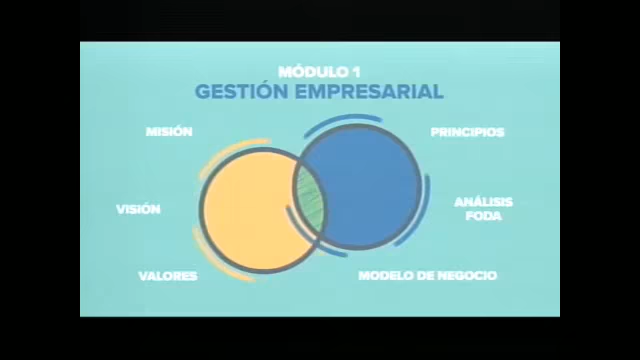 MÓDULO 1
GESTIÓN EMPRESARIAL
MISIÓN
PRINCIPIOS
VISIÓN
ANÁLISIS
FODA
VALORES
MODELO DE NEGOCIO